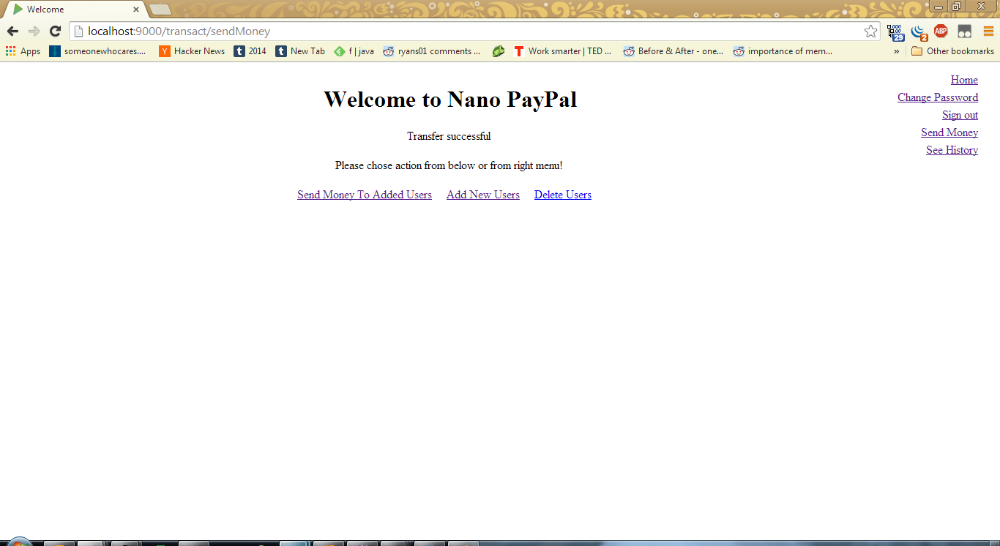 Welcome
localhost:9000/transact/sendMoney
29
2
ABP
Apps
someonewhocares....
Y Hacker News
t 2014
t New Tab
f | java
ryans01 comments ...
T Work smarter | TED ...
Before & After - one...
importance of mem...
»
Other bookmarks
Home
Change Password
Sign out
Send Money
See History
Welcome to Nano PayPal
Transfer successful
Please chose action from below or from right menu!
Send Money To Added Users Add New Users Delete Users